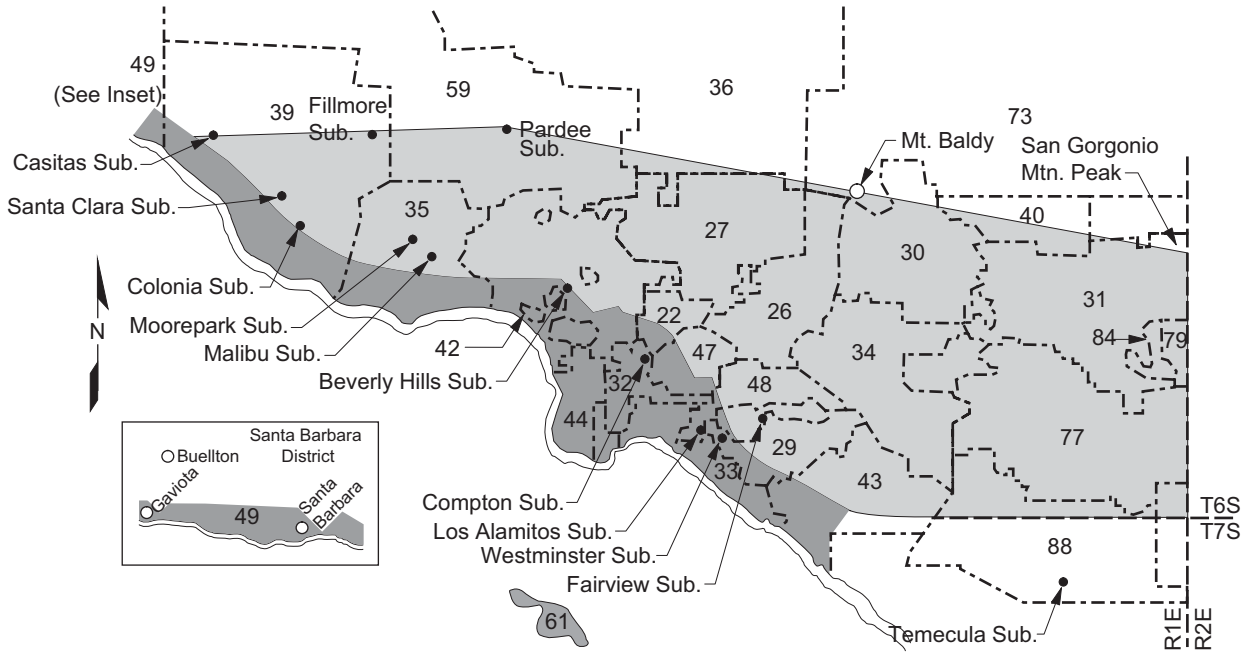 49
(See Inset)
39
Fillmore
Sub.
59
Pardee
Sub.
36
Mt. Baldy
73
San Gorgonio
Mtn. Peak
Casitas Sub.
Santa Clara Sub.
35
27
30
40
Colonia Sub.
Moorepark Sub.
Malibu Sub.
42
Beverly Hills Sub.
22
26
31
84
79
47
34
32
48
44
29
77
33
43
N
Santa Barbara
District
Buellton
Gaviota
49
Santa
Barbara
Compton Sub.
Los Alamitos Sub.
Westminster Sub.
Fairview Sub.
T6S
T7S
88
61
Temecula Sub.
R1E
R2E